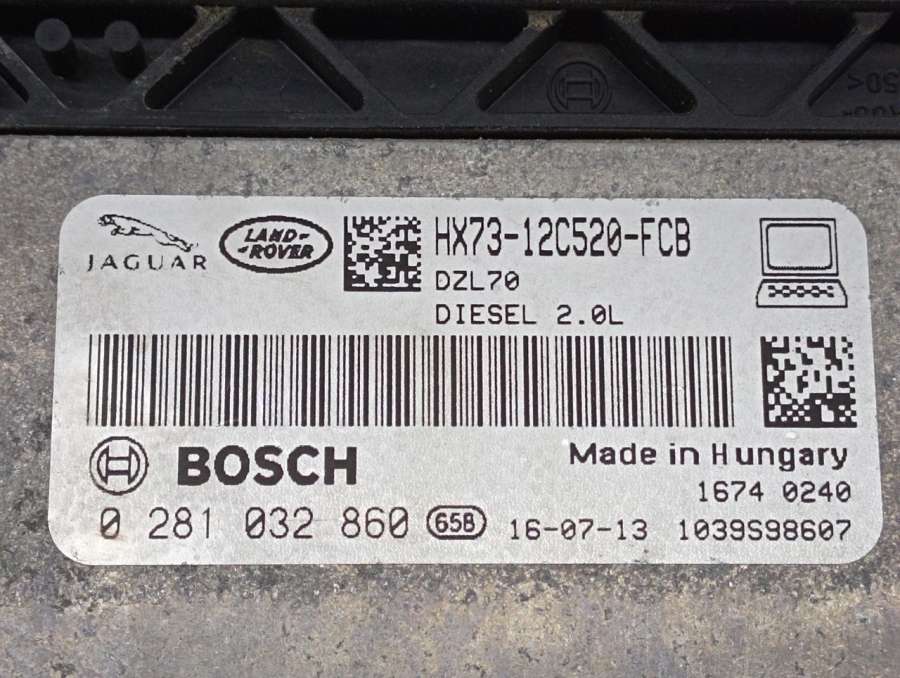 50<
JAGUAR
LAND-
-ROVER
HX73-12C520-FCB
DZL70
DIESEL 2.0L
BOSCH
Made in Hungary
1674 0240
0 281 032 860 65B 16-07-13 1039S98607